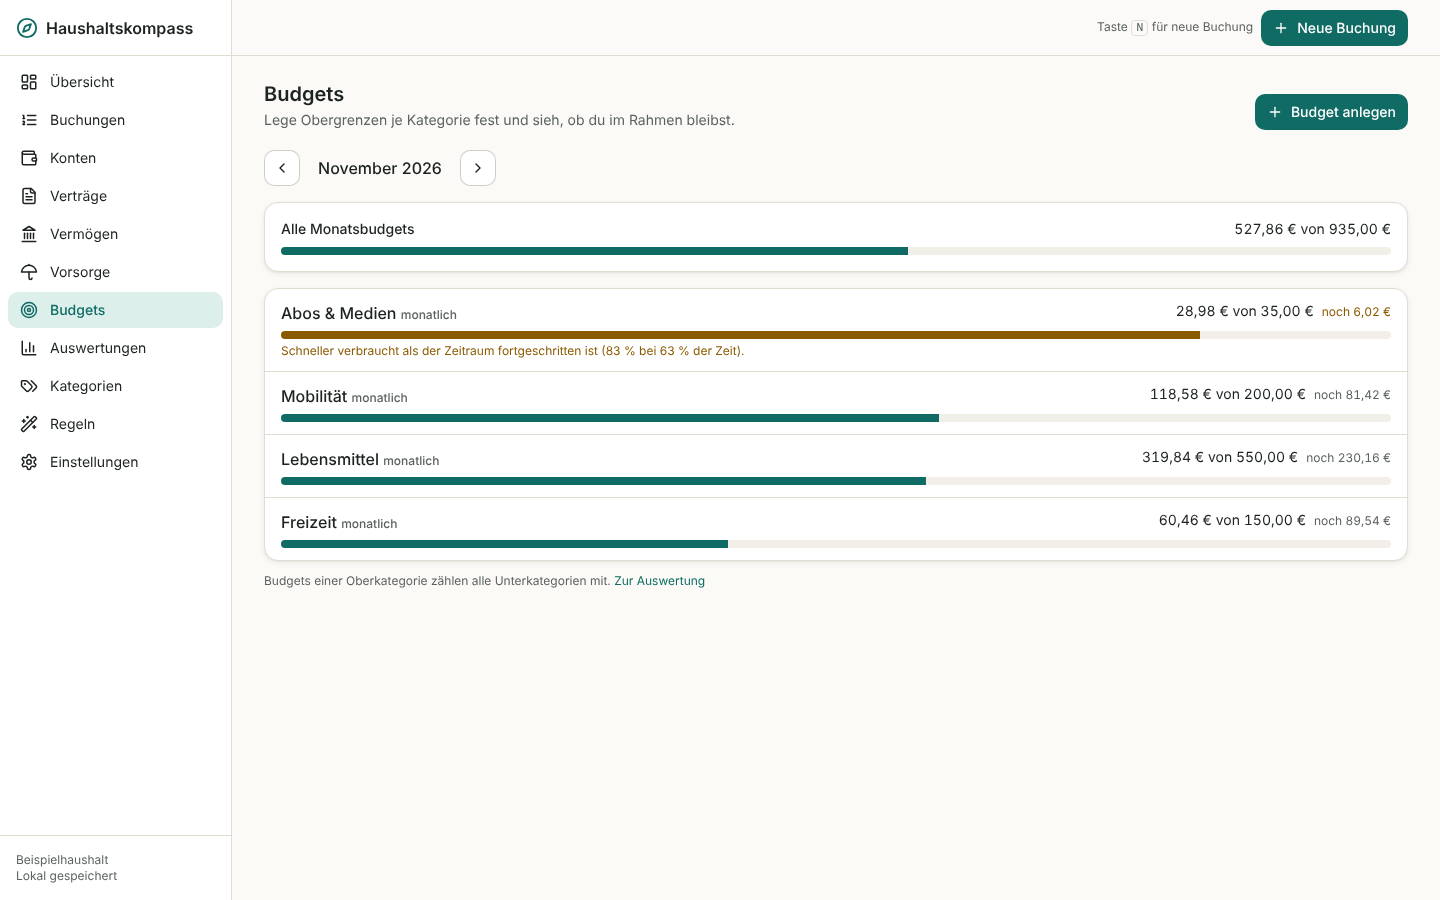 Haushaltskompass
Taste N für neue Buchung
Neue Buchung
Übersicht
Buchungen
Konten
Verträge
Vermögen
Vorsorge
Budgets
Auswertungen
Kategorien
Regeln
Einstellungen
Beispielhaushalt
Lokal gespeichert
Budgets
Lege Obergrenzen je Kategorie fest und sieh, ob du im Rahmen bleibst.
Budget anlegen
November 2026
Alle Monatsbudgets 527,86 € von 935,00 €
Abos & Medien monatlich 28,98 € von 35,00 € noch 6,02 €
Schneller verbraucht als der Zeitraum fortgeschritten ist (83 % bei 63 % der Zeit).
Mobilität monatlich 118,58 € von 200,00 € noch 81,42 €
Lebensmittel monatlich 319,84 € von 550,00 € noch 230,16 €
Freizeit monatlich 60,46 € von 150,00 € noch 89,54 €
Budgets einer Oberkategorie zählen alle Unterkategorien mit. Zur Auswertung